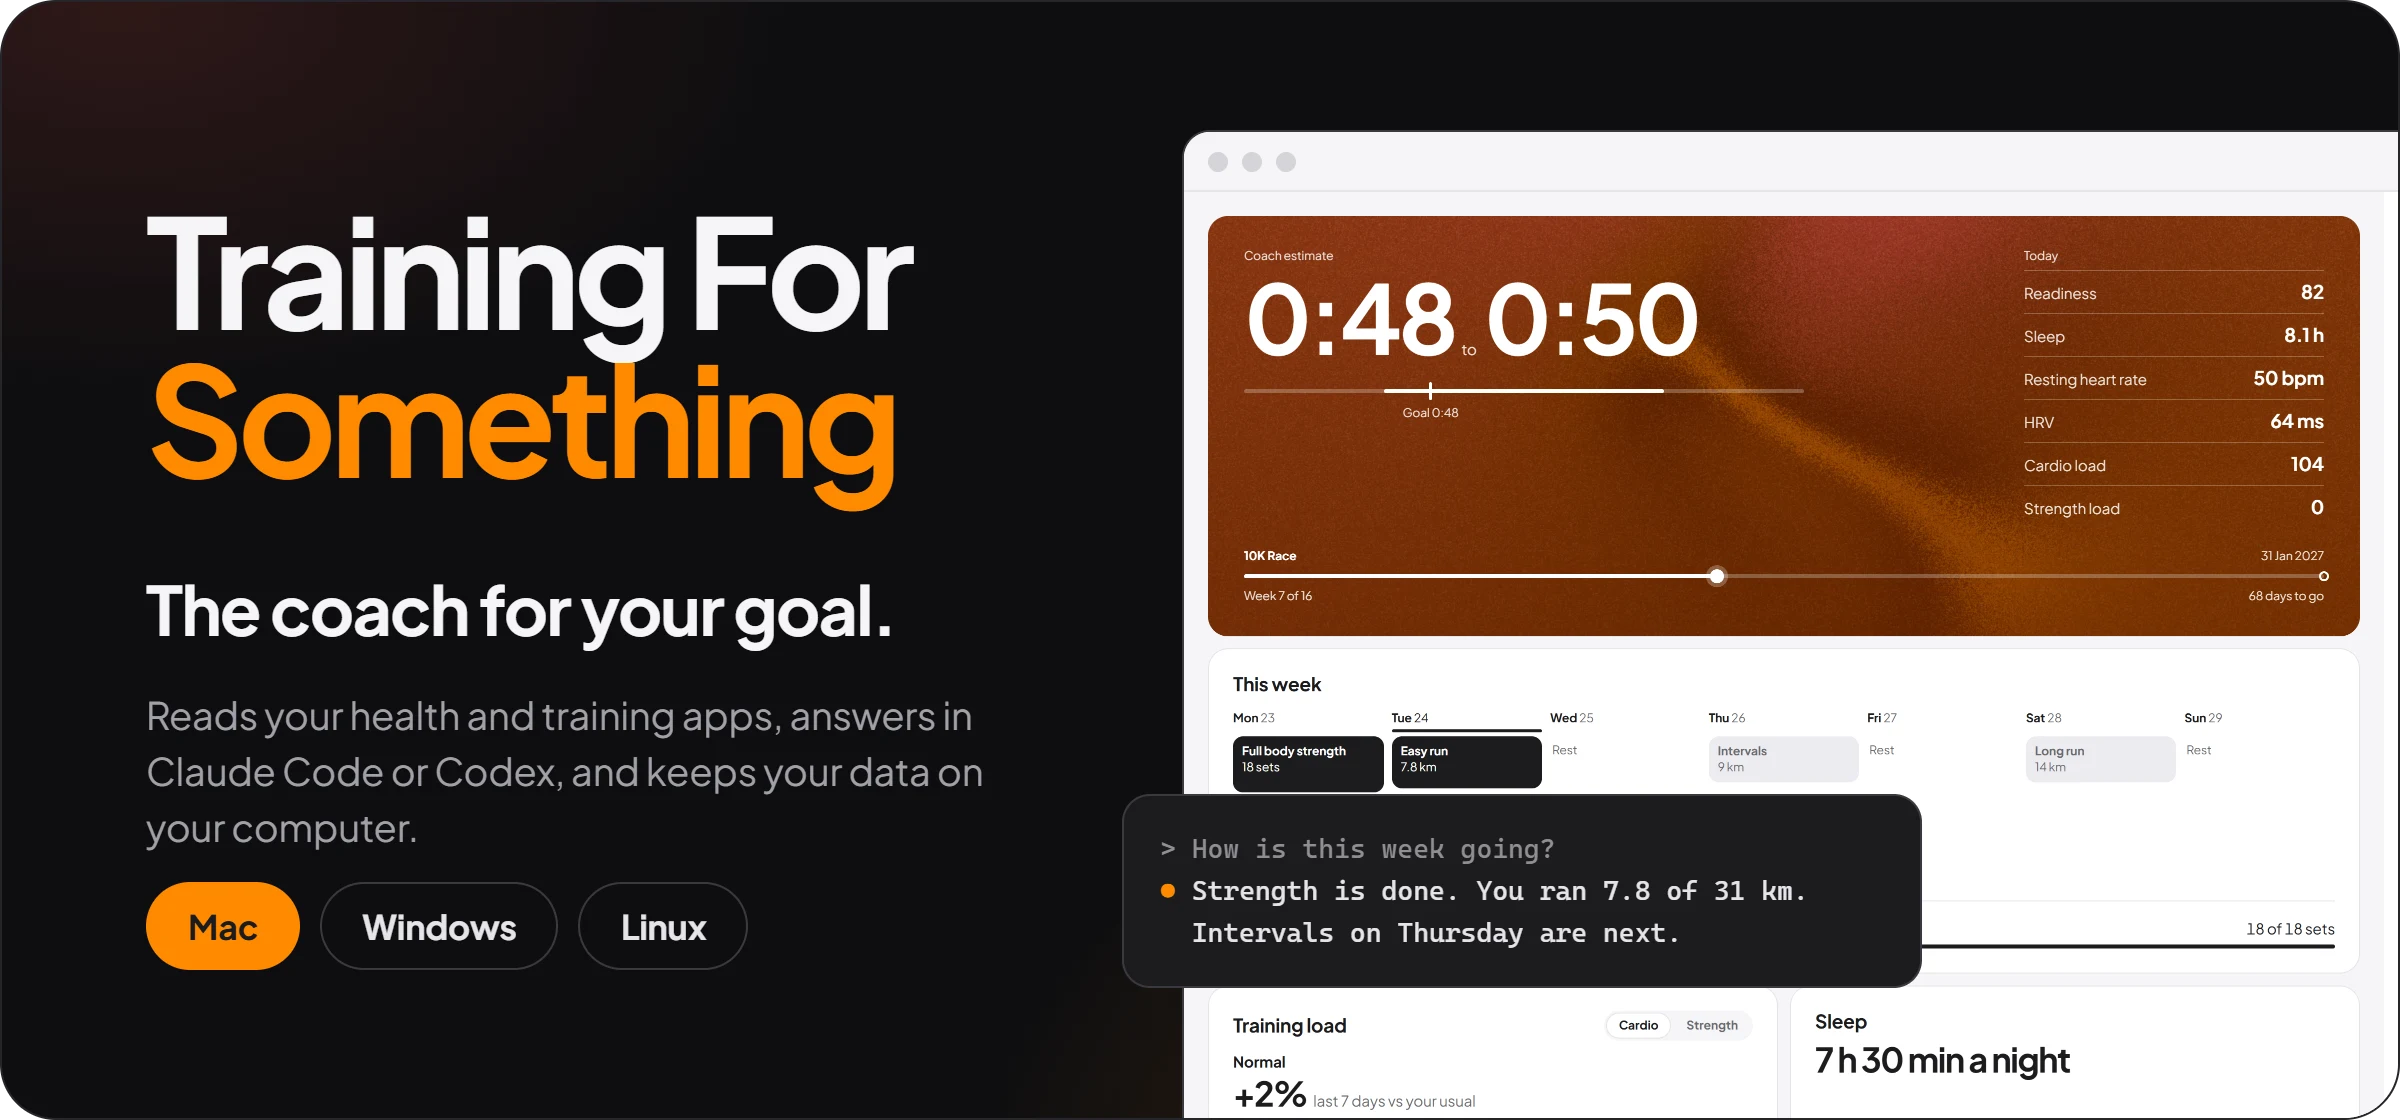 Training For
Something
The coach for your goal.
Reads your health and training apps, answers in
Claude Code or Codex, and keeps your data on
your computer.
Mac
Windows
Linux
Coach estimate
0:48 to 0:50
Goal 0:48
Today
Readiness 82
Sleep 8.1 h
Resting heart rate 50 bpm
HRV 64 ms
Cardio load 104
Strength load 0
10K Race
31 Jan 2027
Week 7 of 16
68 days to go
This week
Mon 23
Tue 24
Wed 25
Thu 26
Fri 27
Sat 28
Sun 29
Full body strength
18 sets
Easy run
7.8 km
Rest
Intervals
9 km
Rest
Long run
14 km
Rest
> How is this week going?
Strength is done. You ran 7.8 of 31 km.
Intervals on Thursday are next.
18 of 18 sets
Training load
Cardio
Strength
Normal
+2% last 7 days vs your usual
Sleep
7 h 30 min a night